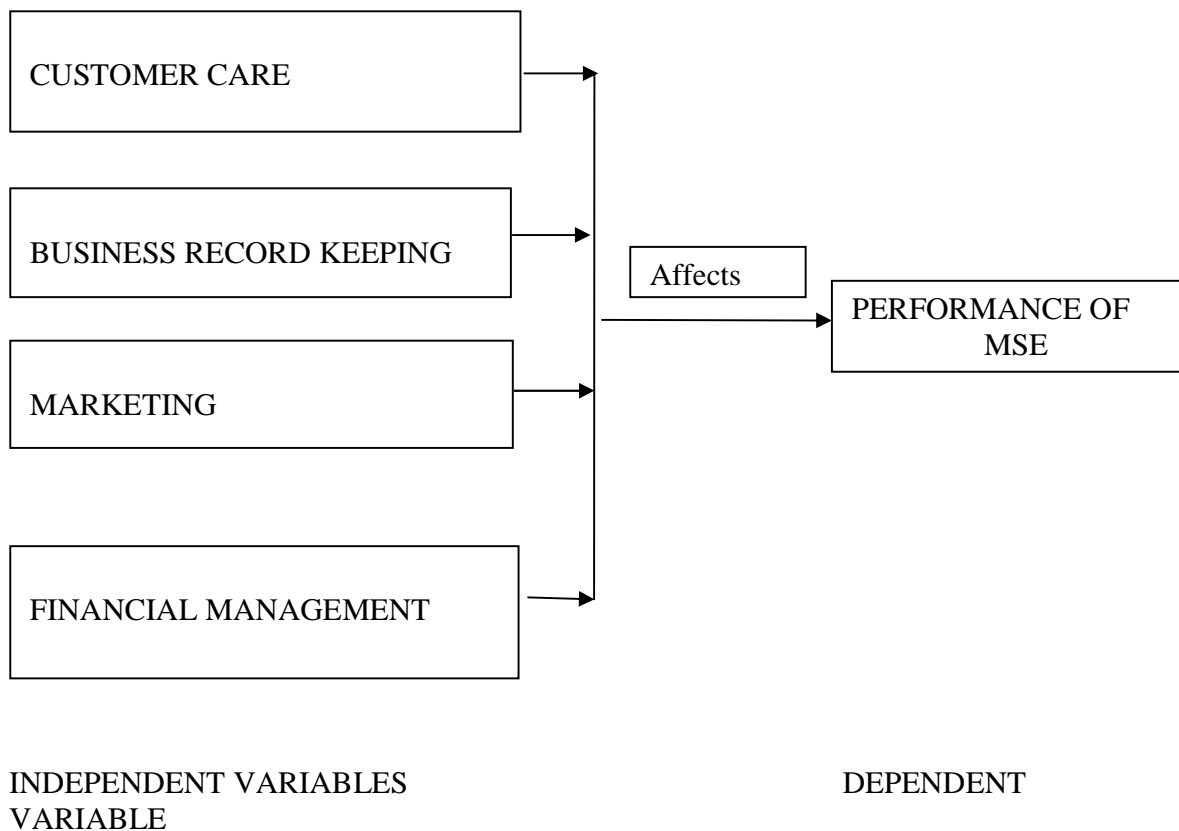 CUSTOMER CARE
BUSINESS RECORD KEEPING
Affects
PERFORMANCE OF
MSE
MARKETING
FINANCIAL MANAGEMENT
INDEPENDENT VARIABLES DEPENDENT
VARIABLE